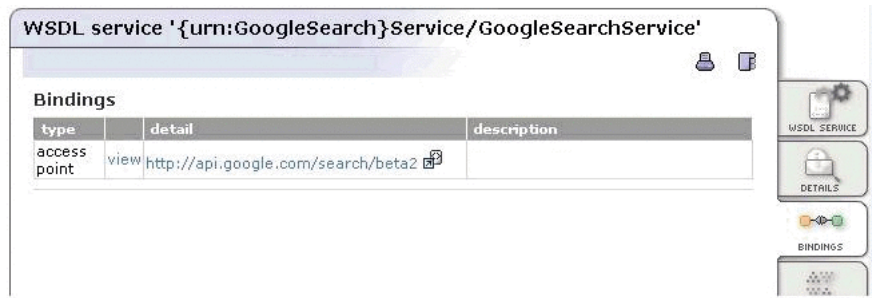 WSDL service '{urn:GoogleSearch}Service/GoogleSearchService'
Bindings
type detail description
access point view http://api.google.com/search/beta2
WSDL SERVICE
DETAILS
BINDINGS